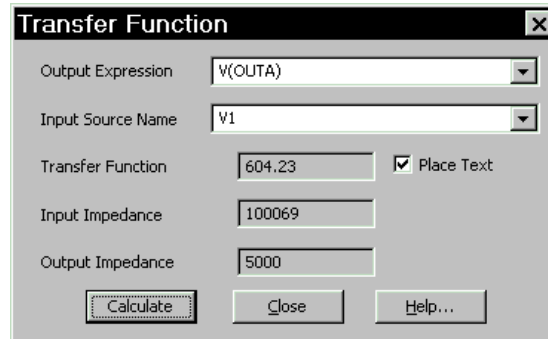 Transfer Function
Output Expression V(OUTA)
Input Source Name V1
Transfer Function 604.23 Place Text
Input Impedance 100069
Output Impedance 5000
Calculate Close Help...